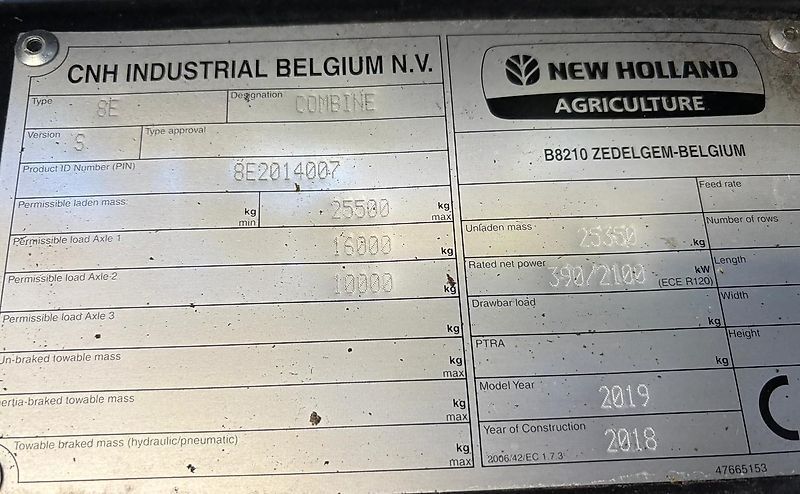 CNH INDUSTRIAL BELGIUM N.V.
Type 8E Designation COMBINE
Version S Type approval
Product ID Number (PIN) 8E2014007
Permissible laden mass kg min 25500 kg max
Permissible load Axle 1 16000 kg
Permissible load Axle 2 10000 kg
Permissible load Axle 3 kg
Un-braked towable mass kg max
Inertia-braked towable mass kg max
Towable braked mass (hydraulic/pneumatic) kg max
NEW HOLLAND
AGRICULTURE
B8210 ZEDELGEM-BELGIUM
Feed rate
Unladen mass 25350 kg Number of rows
Rated net power 390/2100 kW (ECE R120) Length
Drawbar load kg Width
PTRA kg Height
Model Year 2019
Year of Construction 2018
2006/42/EC 1.7.3
CE
47665153